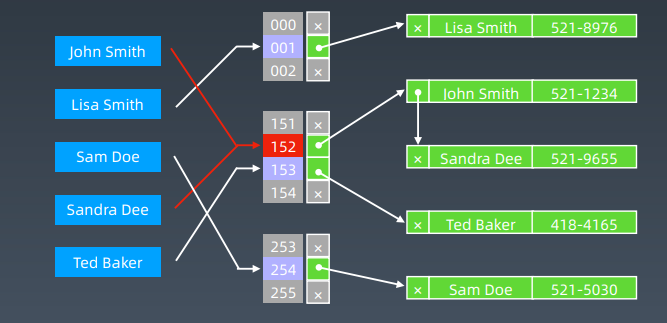 John Smith
Lisa Smith
Sam Doe
Sandra Dee
Ted Baker
000 ×
001
002 ×
151 ×
152
153
154 ×
253 ×
254
255 ×
× Lisa Smith 521-8976
John Smith 521-1234
× Sandra Dee 521-9655
× Ted Baker 418-4165
× Sam Doe 521-5030